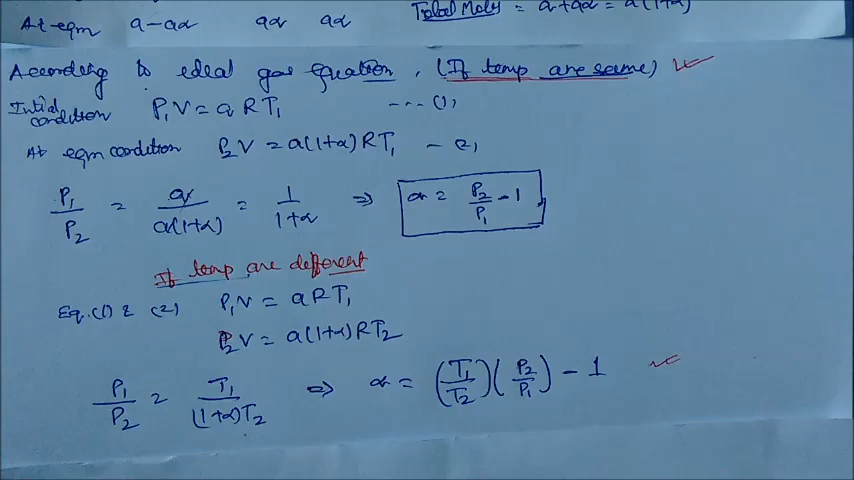 Total Moles = a+aα = a(1+α)
At eqm a-aα aα aα
According to ideal gas equation, (If temp are same)
Initial condition P₁V = aRT₁ ---- (1)
At eqm condition P₂V = a(1+α)RT₁ - (2)
P₁/P₂ = a/a(1+α) = 1/1+α ⇒ α = P₂/P₁ - 1
If temp are different
Eq.(1) & (2) P₁V = aRT₁
P₂V = a(1+α)RT₂
P₁/P₂ = T₁/(1+α)T₂ ⇒ α = (T₁/T₂)(P₂/P₁) - 1